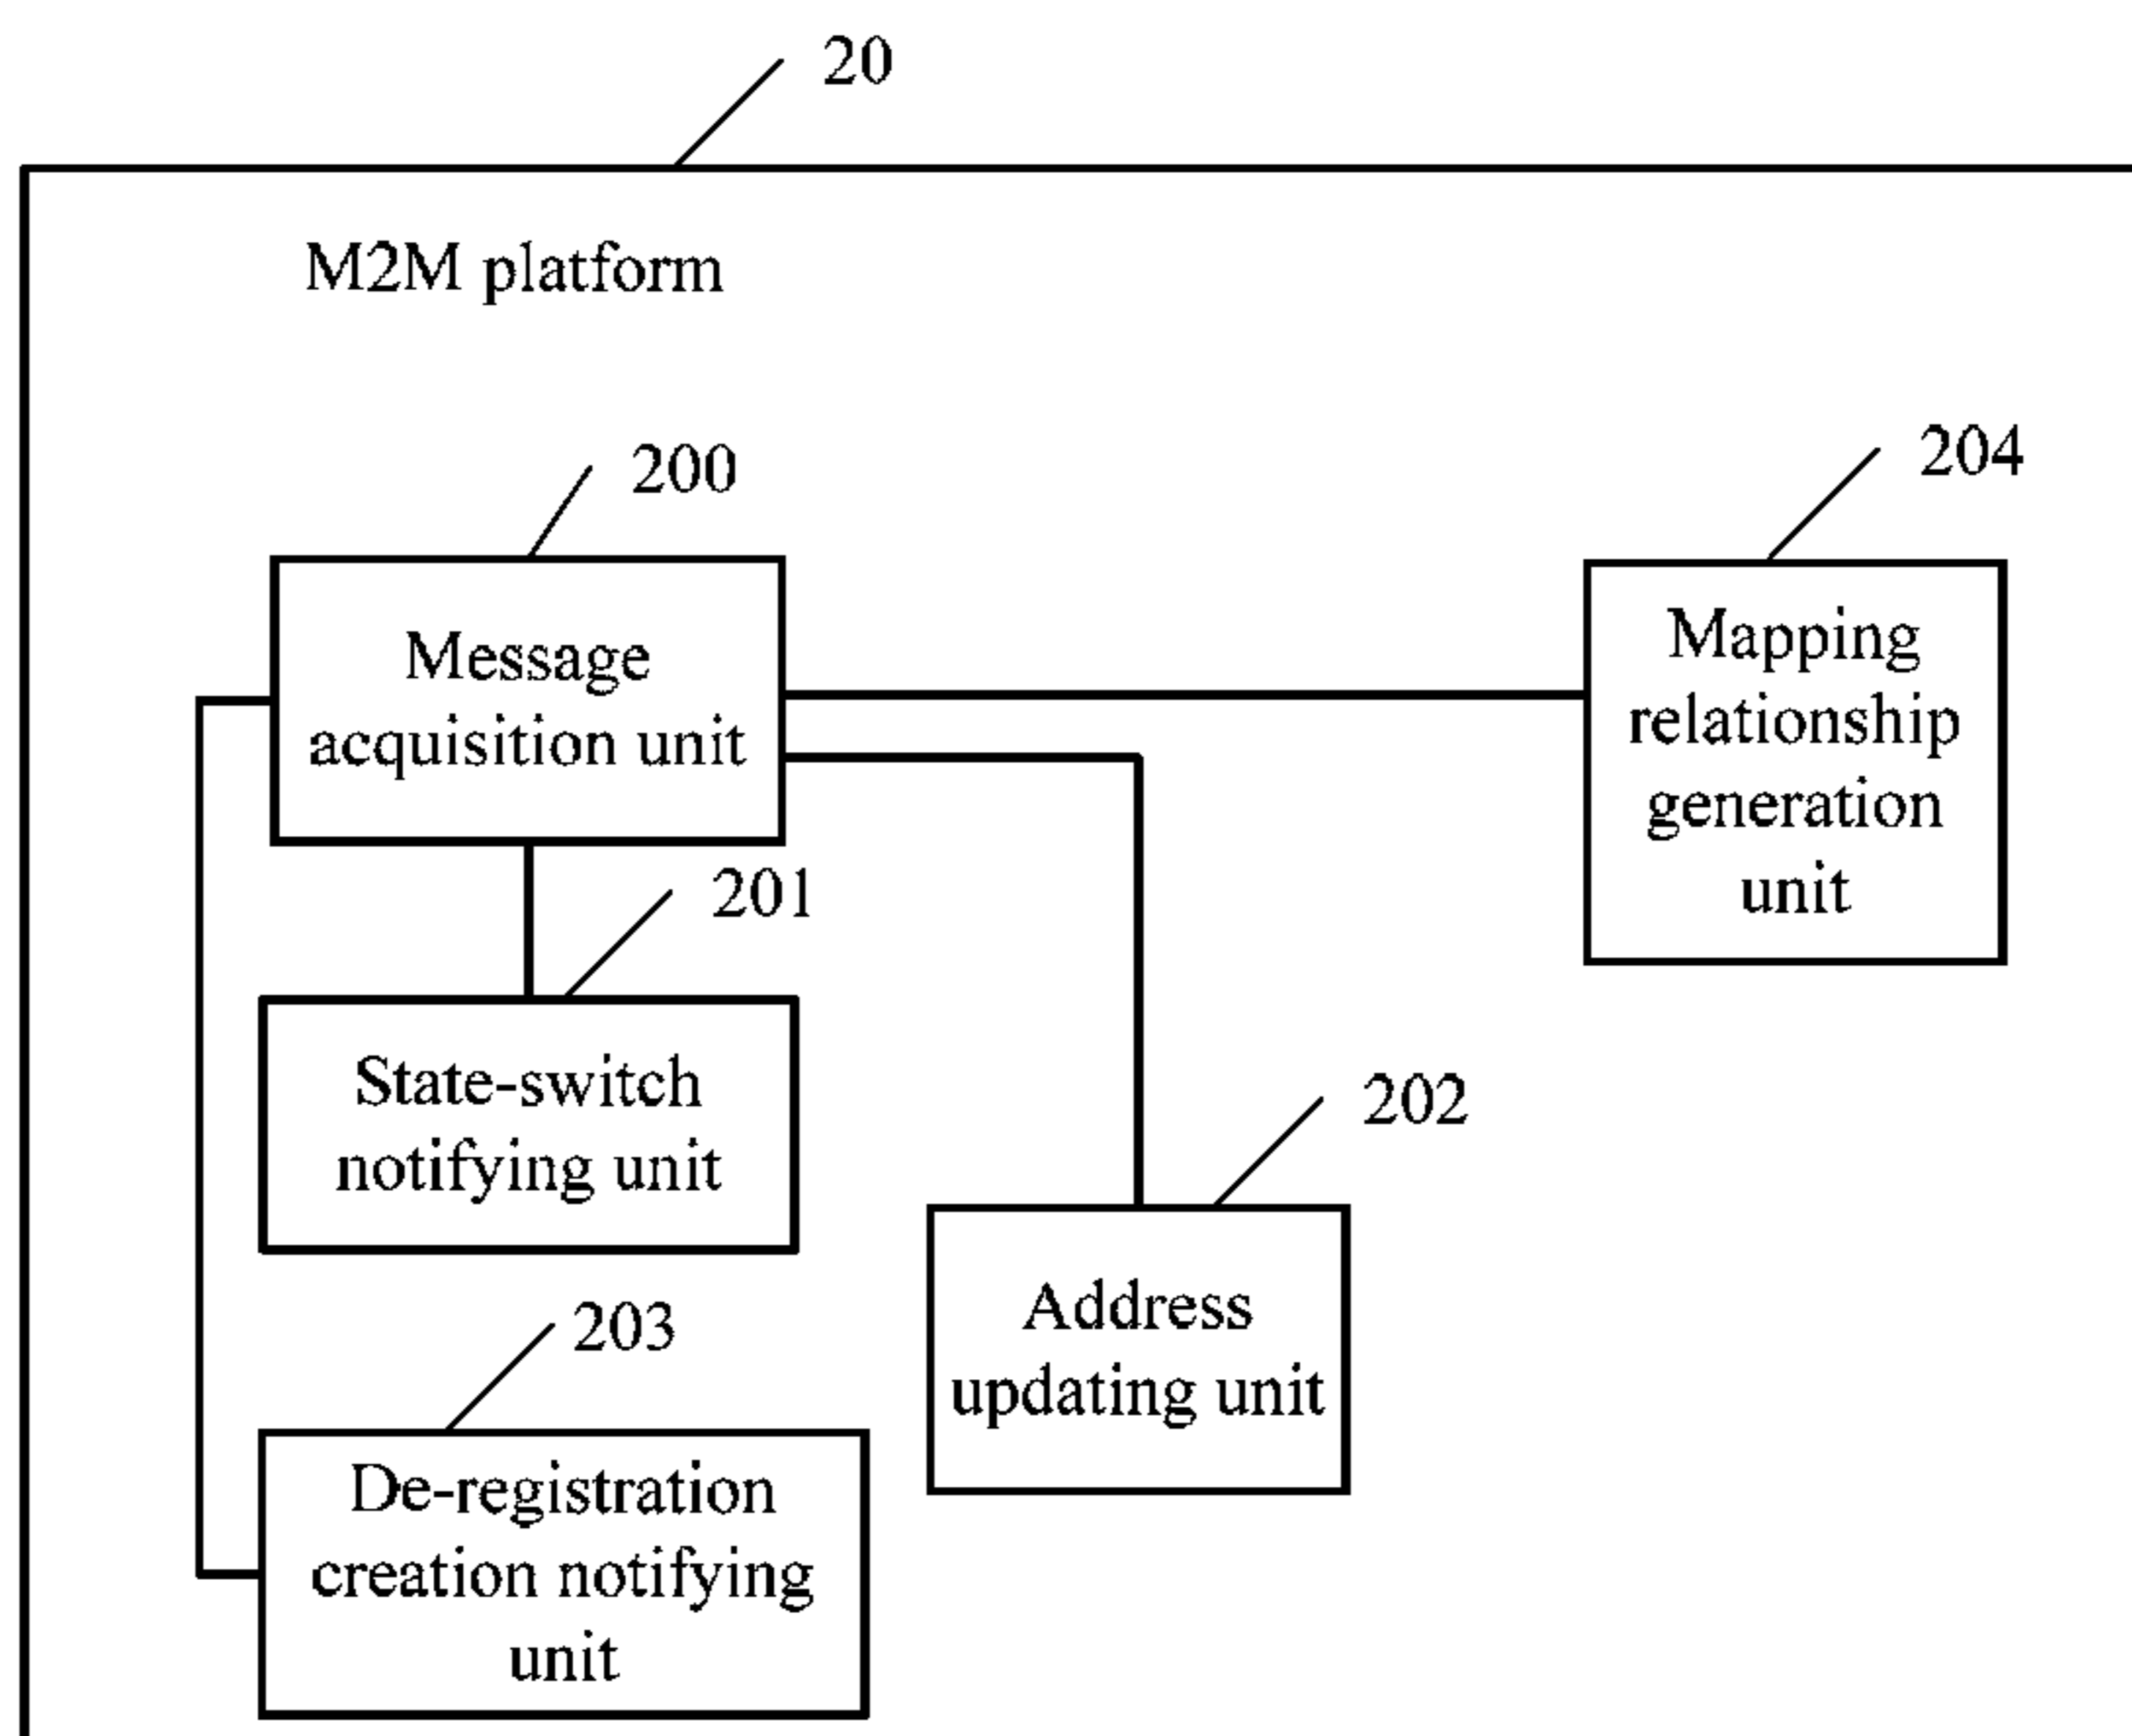 20
M2M platform
200
204
Message
acquisition unit
Mapping
relationship
generation
unit
201
State-switch
notifying unit
202
Address
updating unit
203
De-registration
creation notifying
unit